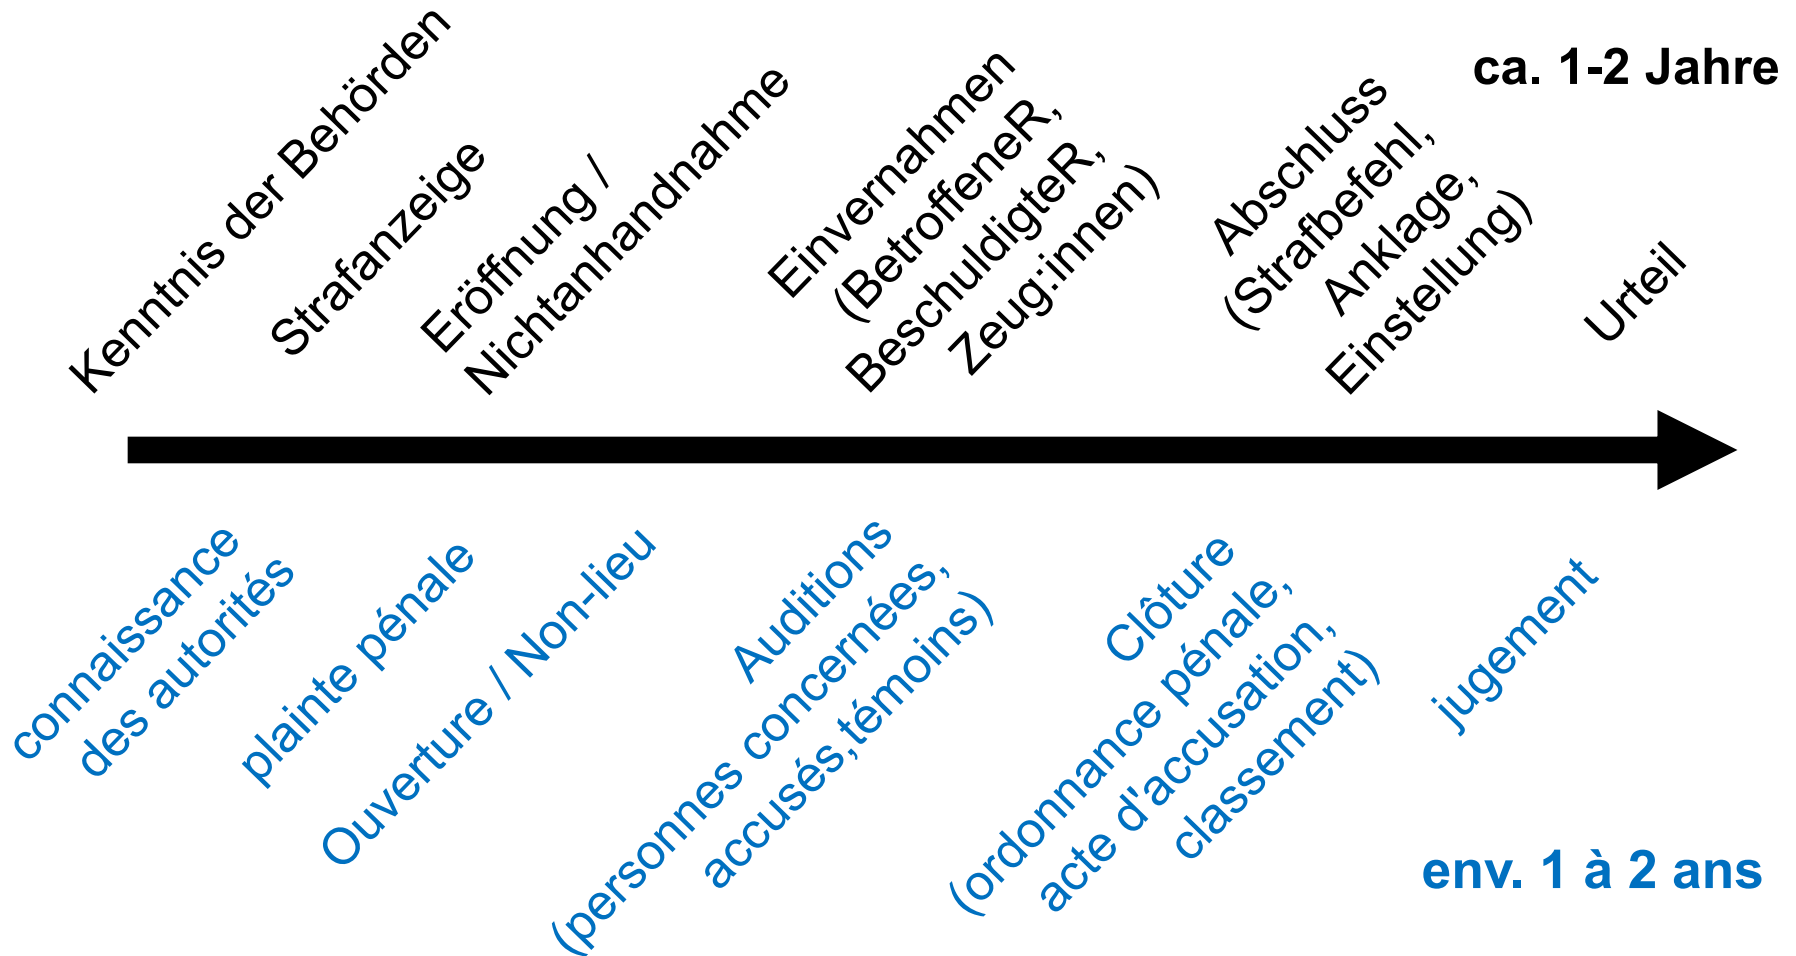 ca. 1-2 Jahre
Kenntnis der Behörden
Strafanzeige
Eröffnung /
Nichtanhandnahme
Einvernahmen
(BetroffeneR,
BeschuldigteR,
Zeug:innen)
Abschluss
(Strafbefehl,
Anklage,
Einstellung)
Urteil
connaissance
des autorités
plainte pénale
Ouverture / Non-lieu
Auditions
(personnes concernées,
accusés,témoins)
Clôture
(ordonnance pénale,
acte d'accusation,
classement)
jugement
env. 1 à 2 ans